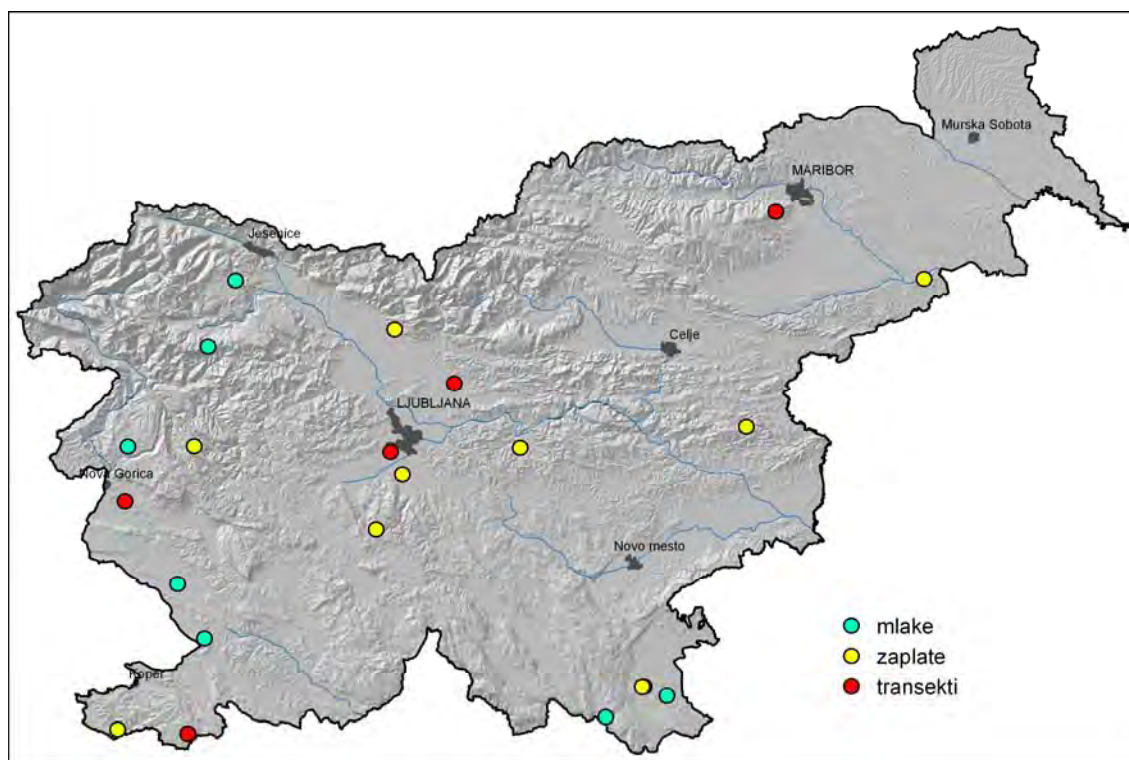 Murska Sobota
MARIBOR
Jesenice
Celje
LJUBLJANA
Nova Gorica
Novo mesto
Koper
mlake
zaplate
transekti